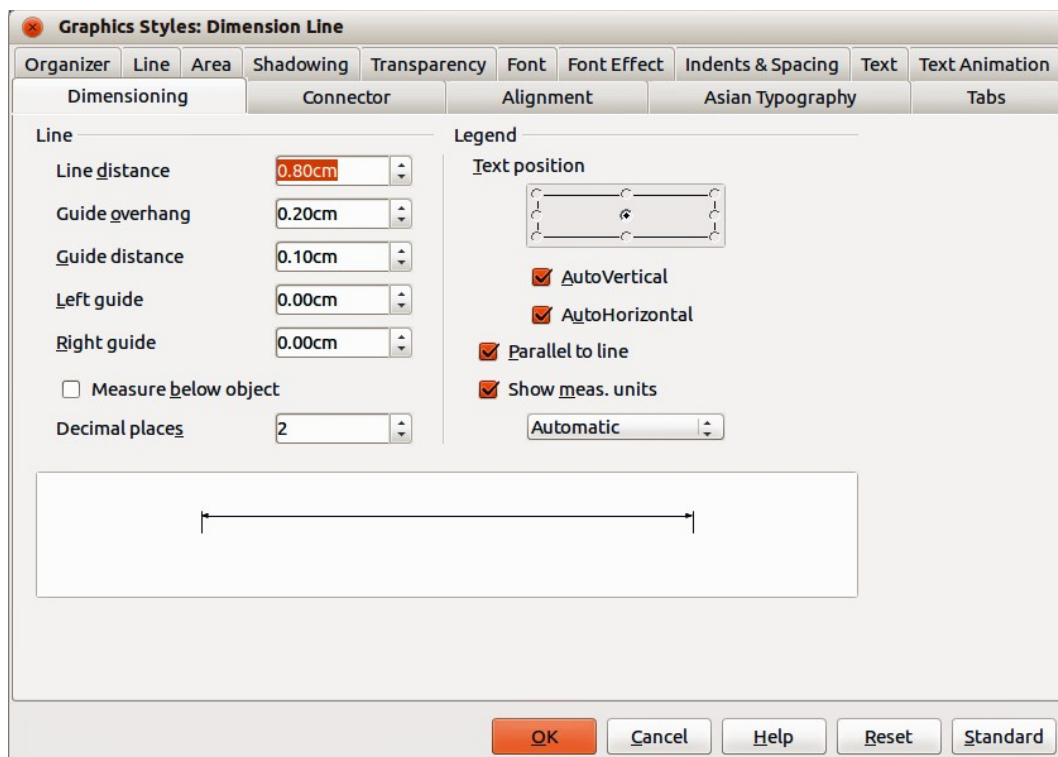 Graphics Styles: Dimension Line
Organizer Line Area Shadowing Transparency Font Font Effect Indents & Spacing Text Text Animation
Dimensioning Connector Alignment Asian Typography Tabs
Line
Line distance 0.80cm
Guide overhang 0.20cm
Guide distance 0.10cm
Left guide 0.00cm
Right guide 0.00cm
Measure below object
Decimal places 2
Legend
Text position
AutoVertical
AutoHorizontal
Parallel to line
Show meas. units
Automatic
OK Cancel Help Reset Standard